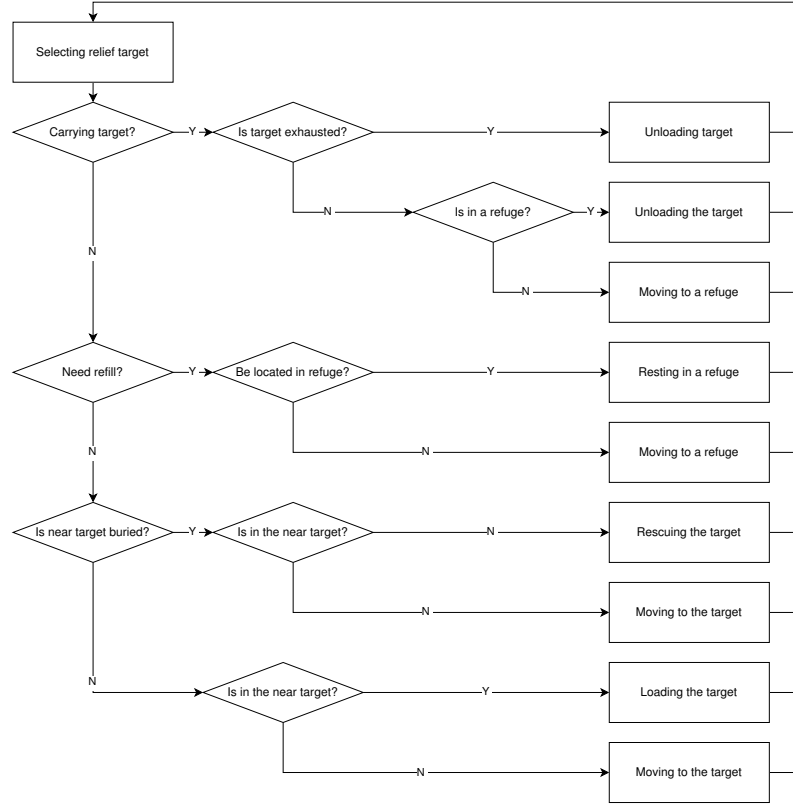 Selecting relief target
Carrying target?
Y
Is target exhausted?
Y
Unloading target
N
Is in a refuge?
Y
Unloading the target
N
N
Moving to a refuge
Need refill?
Y
Be located in refuge?
Y
Resting in a refuge
N
N
Moving to a refuge
Is near target buried?
Y
Is in the near target?
N
Rescuing the target
N
Moving to the target
N
Is in the near target?
Y
Loading the target
N
Moving to the target